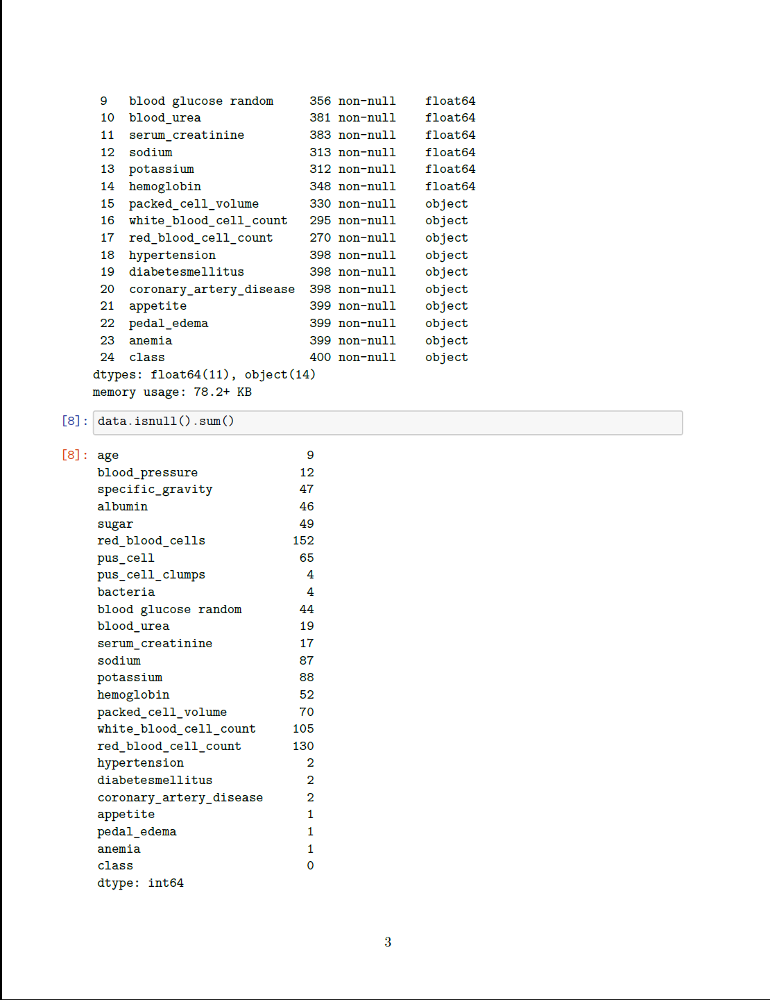 9 blood glucose random 356 non-null float64
10 blood_urea 381 non-null float64
11 serum_creatinine 383 non-null float64
12 sodium 313 non-null float64
13 potassium 312 non-null float64
14 hemoglobin 348 non-null float64
15 packed_cell_volume 330 non-null object
16 white_blood_cell_count 295 non-null object
17 red_blood_cell_count 270 non-null object
18 hypertension 398 non-null object
19 diabetesmellitus 398 non-null object
20 coronary_artery_disease 398 non-null object
21 appetite 399 non-null object
22 pedal_edema 399 non-null object
23 anemia 399 non-null object
24 class 400 non-null object
dtypes: float64(11), object(14)
memory usage: 78.2+ KB
[8]: data.isnull().sum()
[8]: age 9
blood_pressure 12
specific_gravity 47
albumin 46
sugar 49
red_blood_cells 152
pus_cell 65
pus_cell_clumps 4
bacteria 4
blood glucose random 44
blood_urea 19
serum_creatinine 17
sodium 87
potassium 88
hemoglobin 52
packed_cell_volume 70
white_blood_cell_count 105
red_blood_cell_count 130
hypertension 2
diabetesmellitus 2
coronary_artery_disease 2
appetite 1
pedal_edema 1
anemia 1
class 0
dtype: int64
3